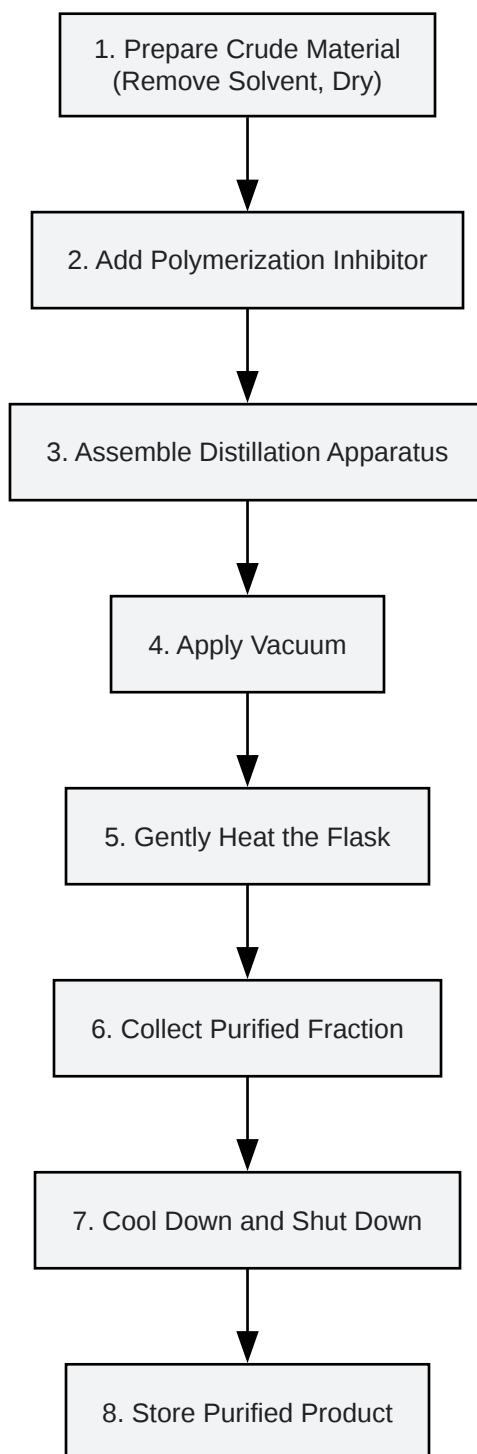 1. Prepare Crude Material
(Remove Solvent, Dry)
2. Add Polymerization Inhibitor
3. Assemble Distillation Apparatus
4. Apply Vacuum
5. Gently Heat the Flask
6. Collect Purified Fraction
7. Cool Down and Shut Down
8. Store Purified Product